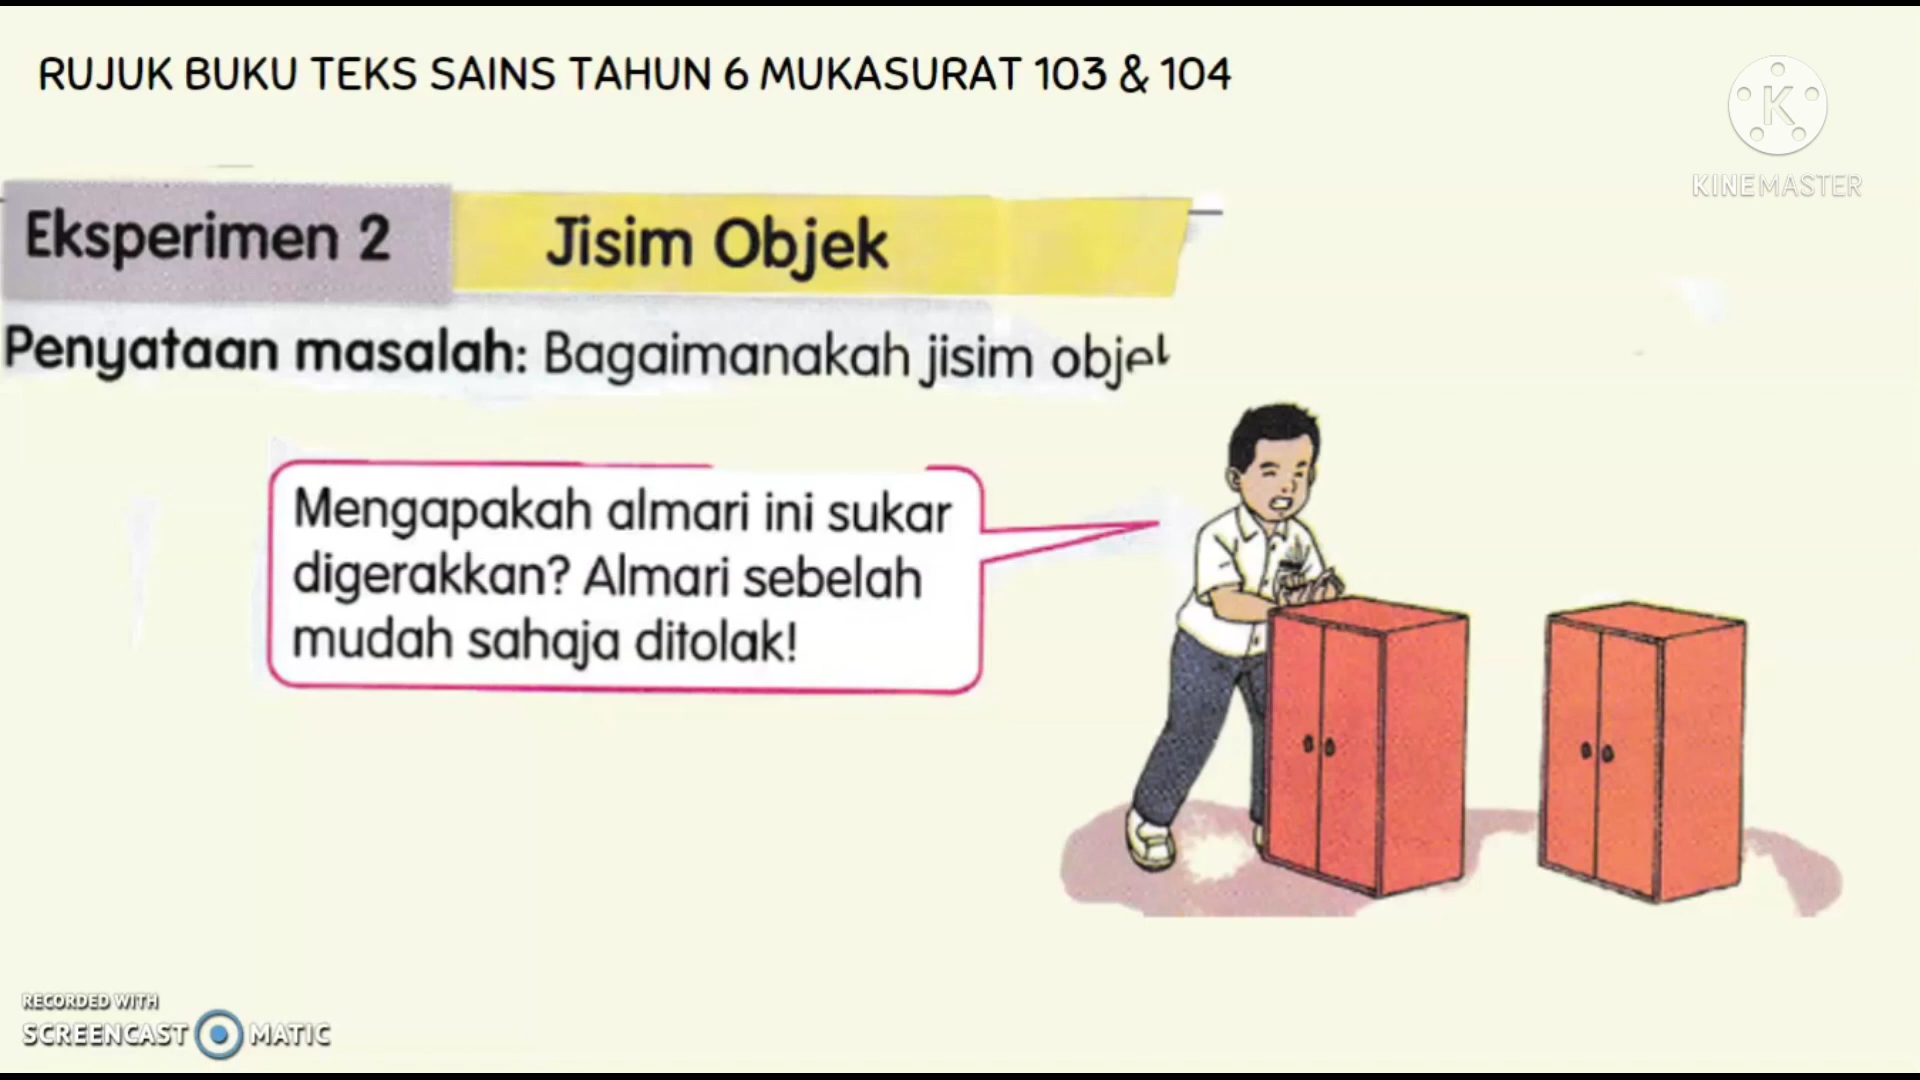 RUJUK BUKU TEKS SAINS TAHUN 6 MUKASURAT 103 & 104
K
KINEMASTER
Eksperimen 2
Jisim Objek
Penyataan masalah: Bagaimanakah jisim
Mengapakah almari ini sukar
digerakkan? Almari sebelah
mudah sahaja ditolak!
RECORDED WITH
SCREENCAST MATIC